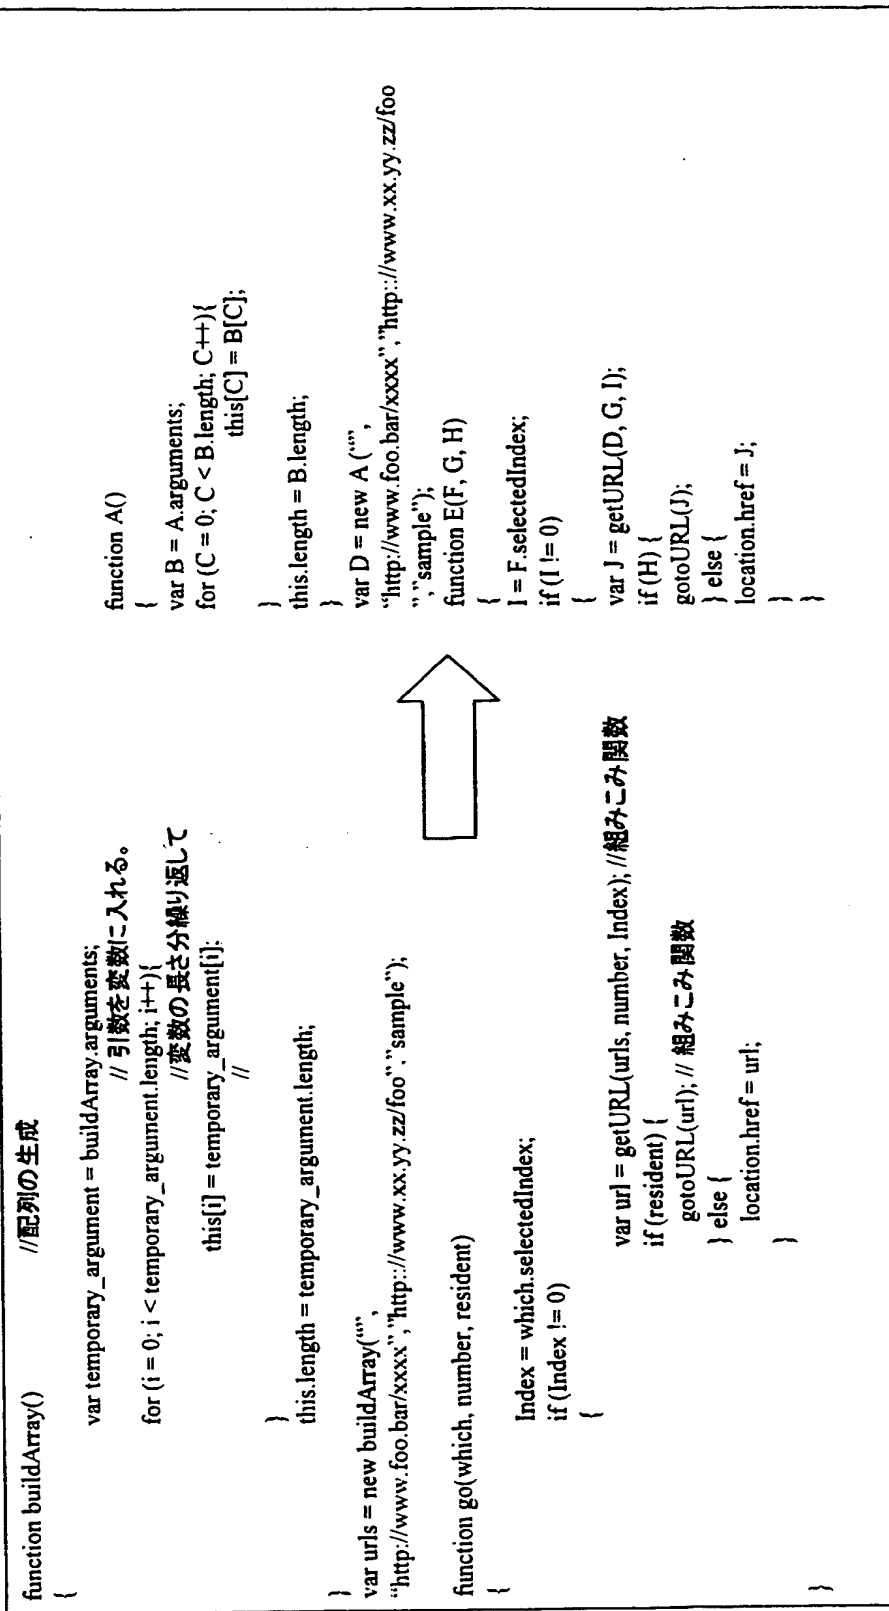 function buildArray() //配列の生成
{
var temporary_argument = buildArray.arguments;
// 引数を変数に入れる。
for (i = 0; i < temporary_argument.length; i++){
//変数の長さ分繰り返して
this[i] = temporary_argument[i];
//
}
this.length = temporary_argument.length;
}
var urls = new buildArray(“”,
“http://www.foo.bar/xxxx”,”http:://www.xx.yy.zz/foo”,”sample”);
function go(which, number, resident)
{
Index = which.selectedIndex;
if (Index != 0)
{
var url = getURL(urls, number, Index); //組みこみ関数
if (resident) {
gotoURL(url); // 組みこみ関数
} else {
location.href = url;
}
}
function A()
{
var B = A.arguments;
for (C = 0; C < B.length; C++){
this[C] = B[C];
}
this.length = B.length;
}
var D = new A (“”,
“http://www.foo.bar/xxxx”,”http:://www.xx.yy.zz/foo
”,”sample”);
function E(F, G, H)
{
I = F.selectedIndex;
if (I != 0)
{
var J = getURL(D, G, I);
if (H) {
gotoURL(J);
} else {
location.href = J;
}
}